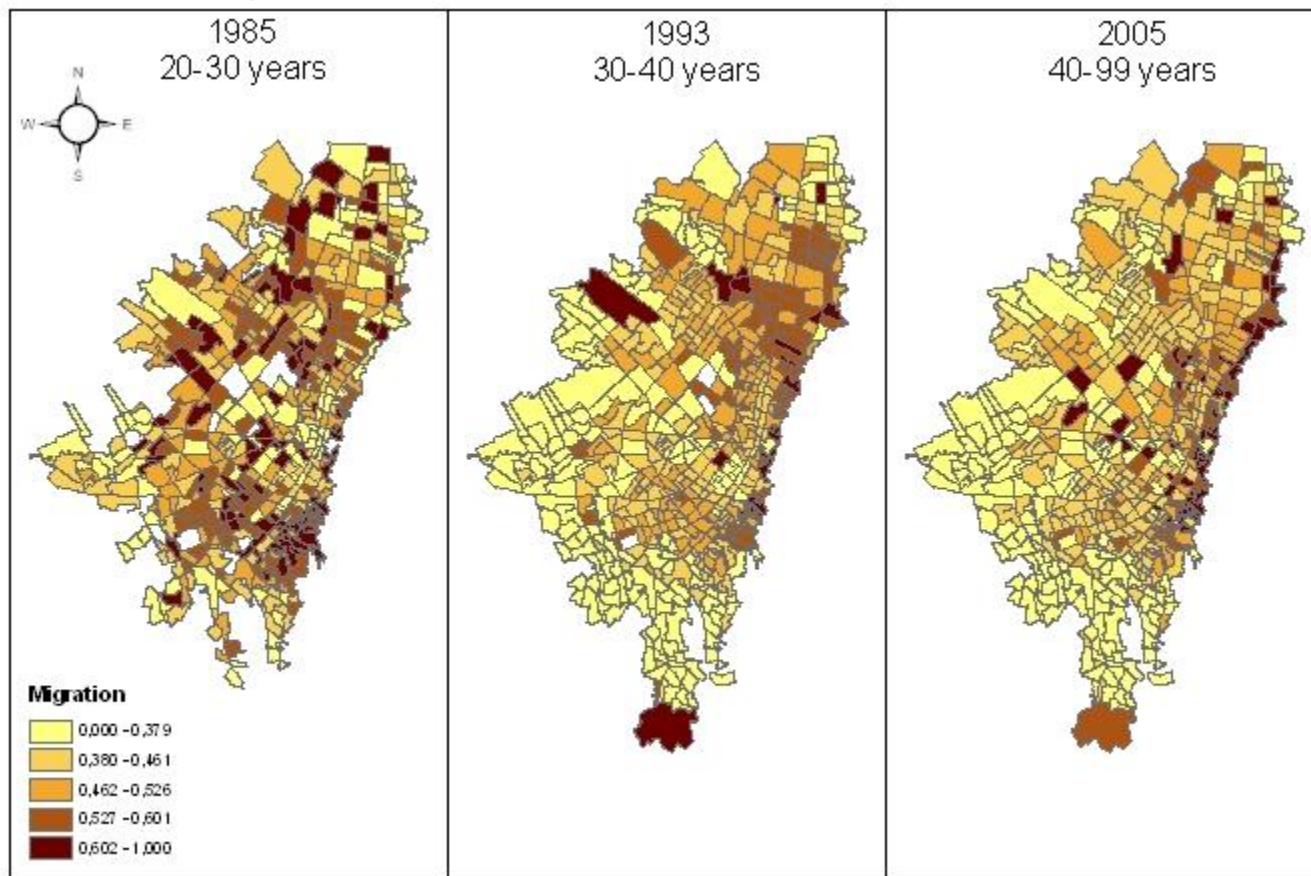 1985
20-30 years
1993
30-40 years
2005
40-99 years
N
W E
S
Migration
0,000 - 0,379
0,380 - 0,461
0,462 - 0,526
0,527 - 0,601
0,602 - 1,000